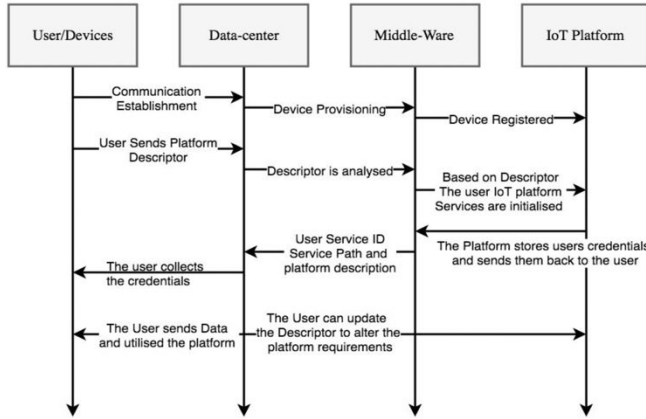 User/Devices
Data-center
Middle-Ware
IoT Platform
Communication
Establishment
Device Provisioning
Device Registered
User Sends Platform
Descriptor
Descriptor is analysed
Based on Descriptor
The user IoT platform
Services are initialised
User Service ID
Service Path and
platform description
The Platform stores users credentials
and sends them back to the user
The user collects
the credentials
The User sends Data
and utilised the platform
The User can update
the Descriptor to alter the
platform requirements